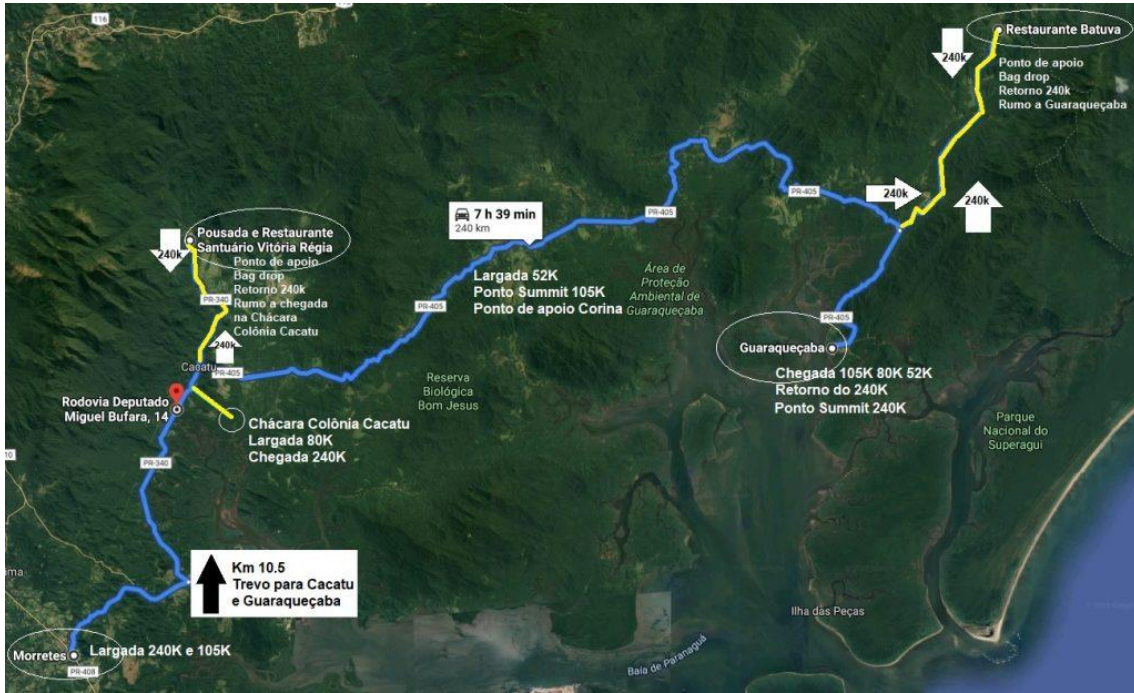 116
Restaurante Batuva
240k
Ponto de apoio
Bag drop
Retorno 240k
Rumo a Guaraqueçaba
PR-405
240k
240k
PR-405
7 h 39 min
240 km
Pousada e Restaurante
Santuário Vitória Régia
240k
Ponto de apoio
Bag drop
Retorno 240k
Rumo a chegada
na Chácara
Colônia Cacatu
PR-340
Largada 52K
Ponto Summit 105K
Ponto de apoio Corina
Área de
Proteção
Ambiental de
Guaraqueçaba
PR-405
PR-405
240k
Cacatu
PR-405
Guaraqueçaba
Chegada 105K 80K 52K
Retorno do 240K
Ponto Summit 240K
Reserva
Biológica
Bom Jesus
Rodovia Deputado
Miguel Bufara, 14
Chácara Colônia Cacatu
Largada 80K
Chegada 240K
Parque
Nacional do
Superagui
PR-340
10
Km 10.5
Trevo para Cacatu
e Guaraqueçaba
ima
Ilha das Peças
Morretes
Largada 240K e 105K
PR-408
Baía de Paranaguá